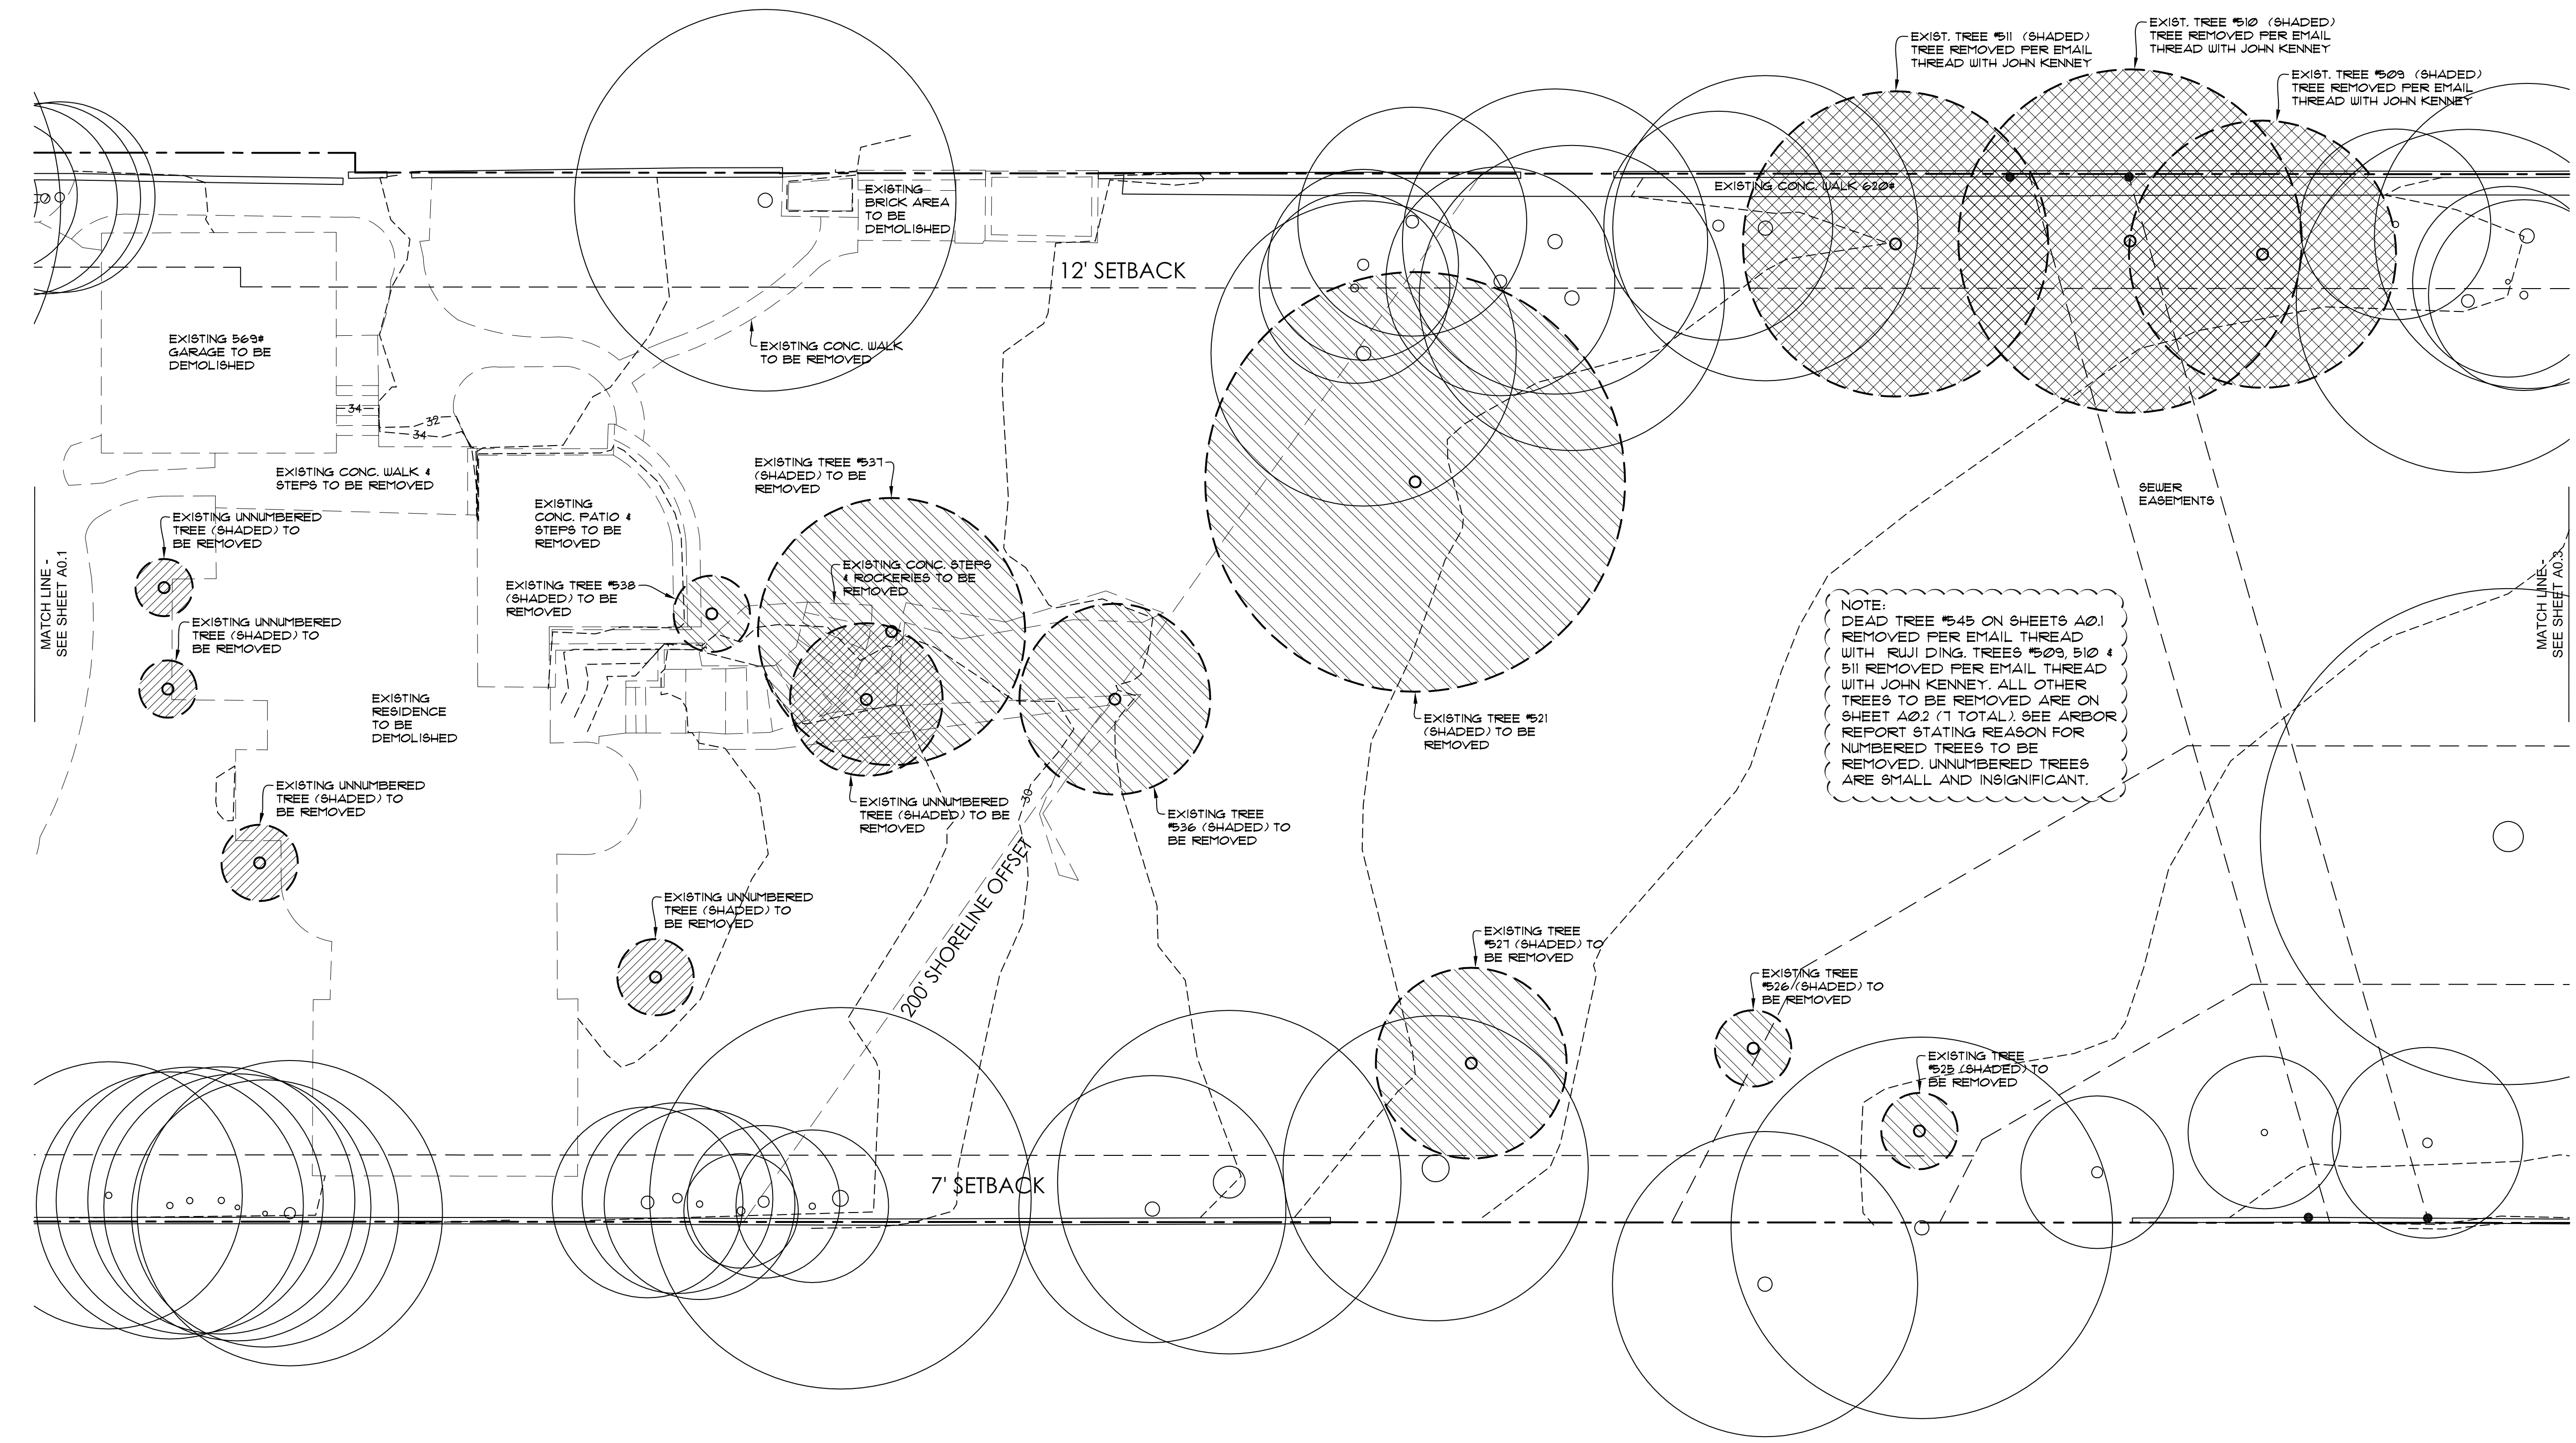 EXIST. TREE #511 (SHADED)
TREE REMOVED PER EMAIL
THREAD WITH JOHN KENNEY
EXIST. TREE #510 (SHADED)
TREE REMOVED PER EMAIL
THREAD WITH JOHN KENNEY
EXIST. TREE #509 (SHADED)
TREE REMOVED PER EMAIL
THREAD WITH JOHN KENNEY
EXISTING
BRICK AREA
TO BE
DEMOLISHED
EXISTING CONC. WALK 620#
12' SETBACK
EXISTING 569#
GARAGE TO BE
DEMOLISHED
EXISTING CONC. WALK
TO BE REMOVED
34
32
34
EXISTING CONC. WALK &
STEPS TO BE REMOVED
EXISTING TREE #537
(SHADED) TO BE
REMOVED
SEWER
EASEMENTS
EXISTING
CONC. PATIO &
STEPS TO BE
REMOVED
EXISTING UNNUMBERED
TREE (SHADED) TO
BE REMOVED
MATCH LINE -
SEE SHEET A0.1
EXISTING CONC. STEPS
& ROCKERIES TO BE
REMOVED
EXISTING TREE #538
(SHADED) TO BE
REMOVED
MATCH LINE -
SEE SHEET A0.3
NOTE:
DEAD TREE #545 ON SHEETS A0.1
REMOVED PER EMAIL THREAD
WITH RUJI DING. TREES #509, 510 &
511 REMOVED PER EMAIL THREAD
WITH JOHN KENNEY. ALL OTHER
TREES TO BE REMOVED ARE ON
SHEET A0.2 (7 TOTAL). SEE ARBOR
REPORT STATING REASON FOR
NUMBERED TREES TO BE
REMOVED. UNNUMBERED TREES
ARE SMALL AND INSIGNIFICANT.
EXISTING UNNUMBERED
TREE (SHADED) TO
BE REMOVED
EXISTING
RESIDENCE
TO BE
DEMOLISHED
EXISTING TREE #521
(SHADED) TO BE
REMOVED
EXISTING UNNUMBERED
TREE (SHADED) TO
BE REMOVED
EXISTING UNNUMBERED
TREE (SHADED) TO BE
REMOVED
30
EXISTING TREE
#536 (SHADED) TO
BE REMOVED
200' SHORELINE OFFSET
EXISTING UNNUMBERED
TREE (SHADED) TO
BE REMOVED
EXISTING TREE
#527 (SHADED) TO
BE REMOVED
EXISTING TREE
#526 (SHADED) TO
BE REMOVED
EXISTING TREE
#525 (SHADED) TO
BE REMOVED
7' SETBACK